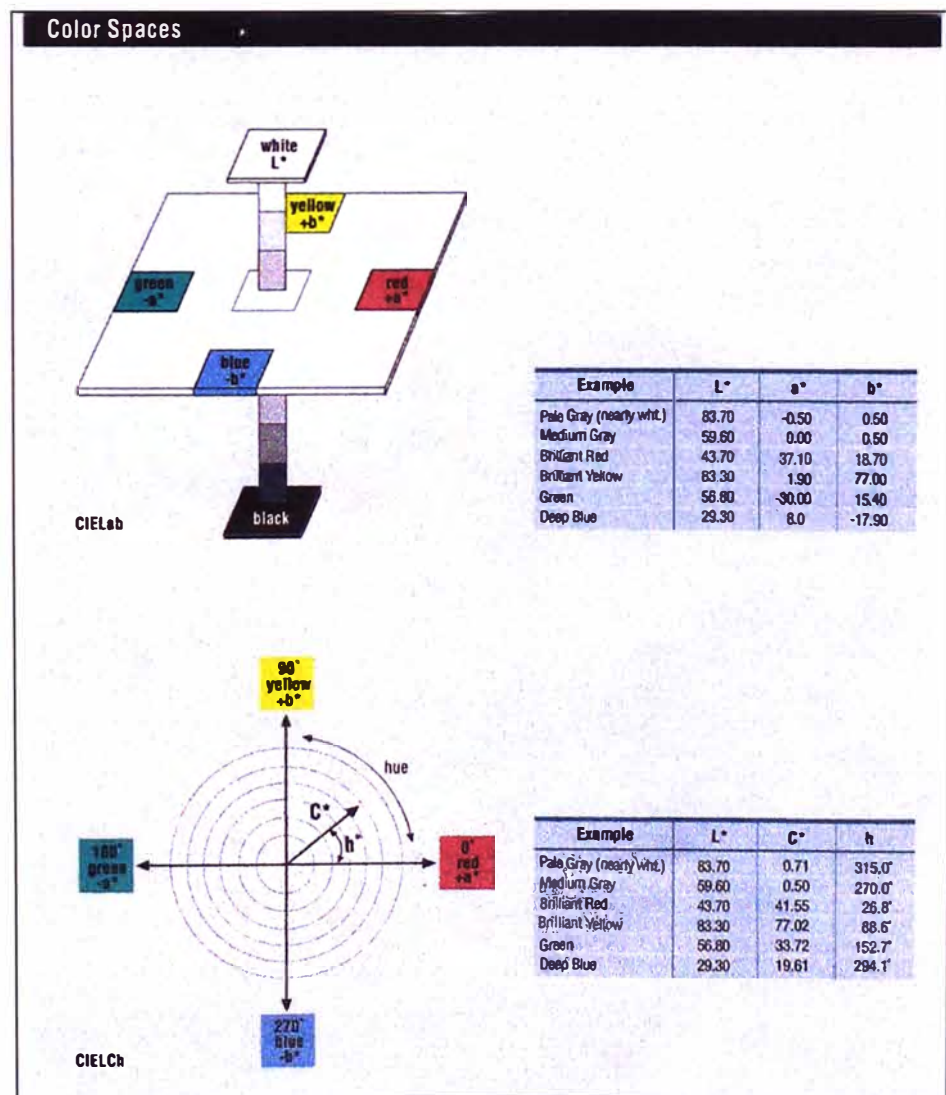 Color Spaces
white
L*
yellow
+b*
green
-a*
red
+a*
blue
-b*
black
CIELab
Example L* a* b*
Pale Gray (nearly wht.) 83.70 -0.50 0.50
Medium Gray 59.60 0.00 0.50
Brilliant Red 43.70 37.10 18.70
Brilliant Yellow 83.30 1.90 77.00
Green 56.80 -30.00 15.40
Deep Blue 29.30 8.0 -17.90
90°
yellow
+b*
hue
C*
h°
180°
green
-a*
0°
red
+a*
270°
blue
-b*
CIELCh
Example L* C* h
Pale Gray (nearly wht.) 83.70 0.71 315.0°
Medium Gray 59.60 0.50 270.0°
Brilliant Red 43.70 41.55 26.8°
Brilliant Yellow 83.30 77.02 88.6°
Green 56.80 33.72 152.7°
Deep Blue 29.30 19.61 294.1°